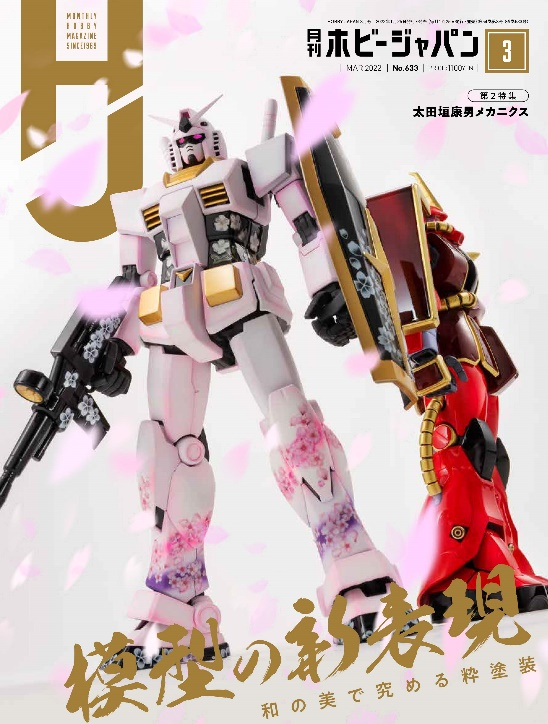 MONTHLY
HOBBY
MAGAZINE
SINCE1969
HJ
月刊ホビージャパン
3
MAR 2022 | No.633
第2特集
太田垣康男メカニクス
模型の新表現
和の美で究める粋塗装